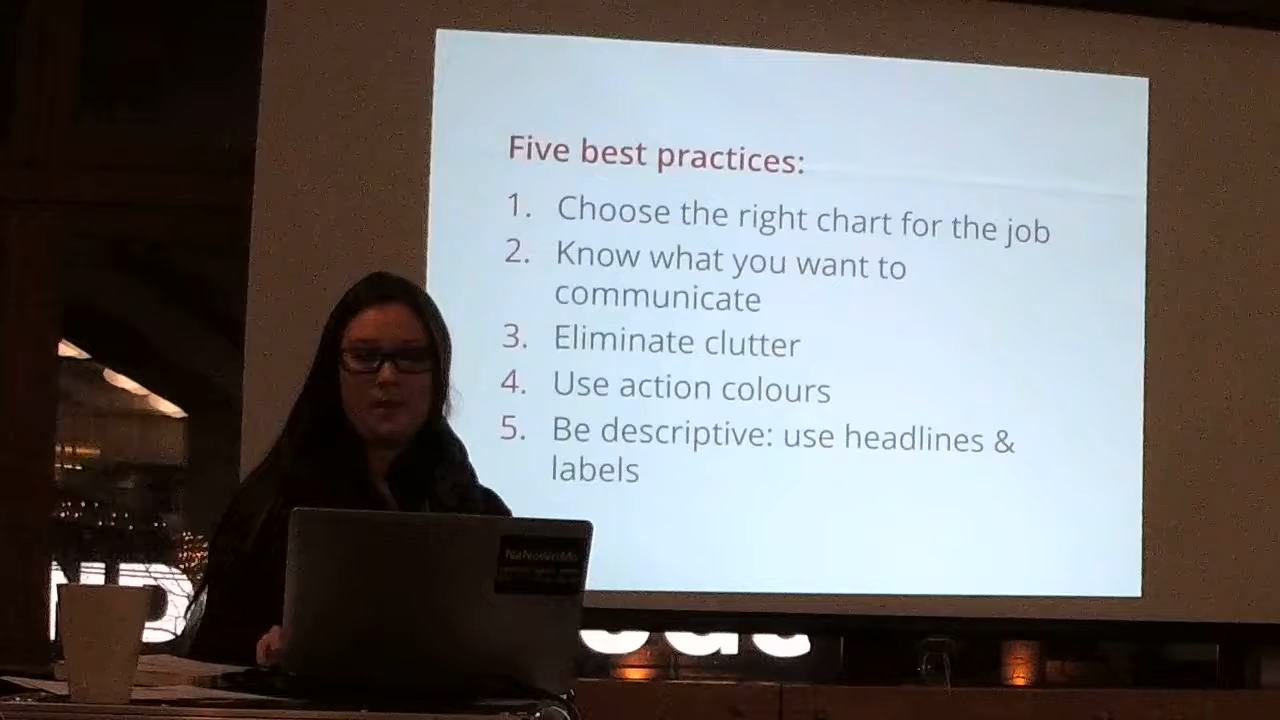 Five best practices:
1. Choose the right chart for the job
2. Know what you want to
communicate
3. Eliminate clutter
4. Use action colours
5. Be descriptive: use headlines &
labels
NaNoWriMo
ND